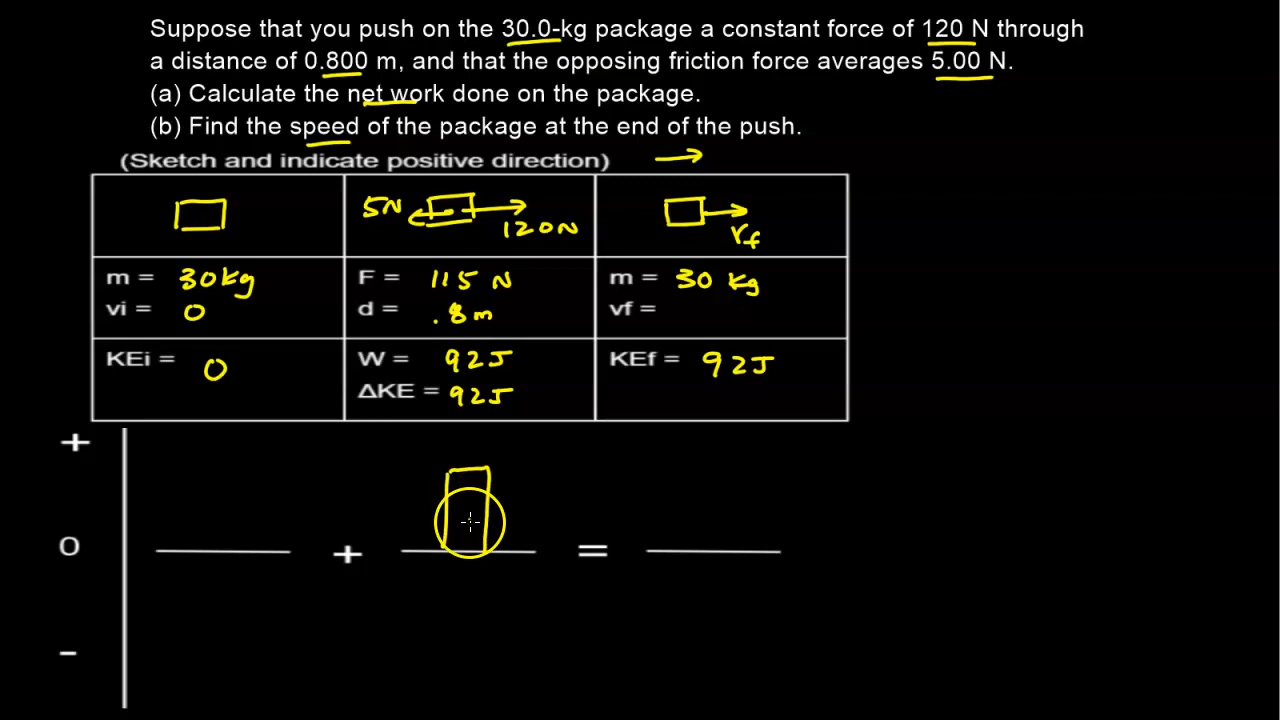 Suppose that you push on the 30.0-kg package a constant force of 120 N through
a distance of 0.800 m, and that the opposing friction force averages 5.00 N.
(a) Calculate the net work done on the package.
(b) Find the speed of the package at the end of the push.
(Sketch and indicate positive direction)
5N 120N vf
m = 30kg F = 115 N m = 30 kg
vi = 0 d = .8m vf =
KEi = 0 W = 92J KEf = 92J
ΔKE = 92J
+
0 + =
-